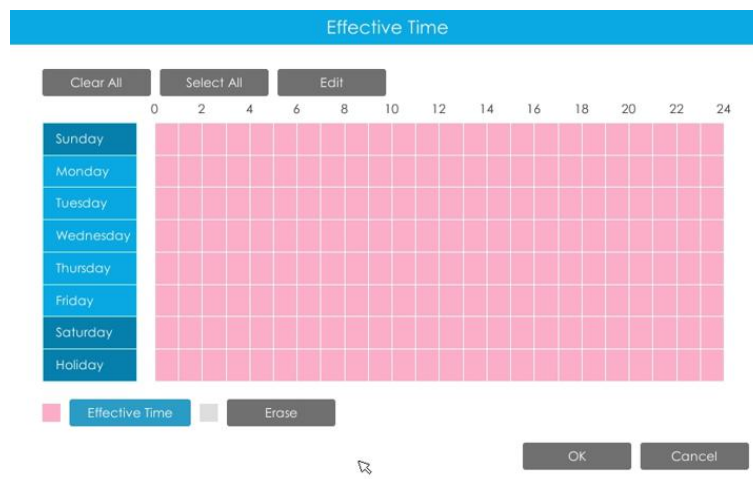 Effective Time
Clear All Select All Edit
0 2 4 6 8 10 12 14 16 18 20 22 24
Sunday
Monday
Tuesday
Wednesday
Thursday
Friday
Saturday
Holiday
Effective Time Erase
OK Cancel